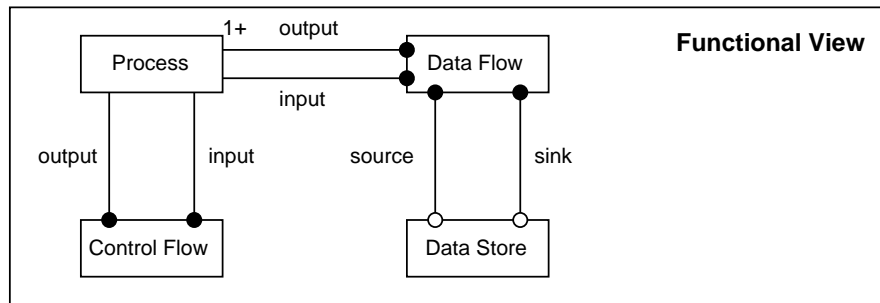 1+ output
Functional View
Process
Data Flow
input
output
input
source
sink
Control Flow
Data Store